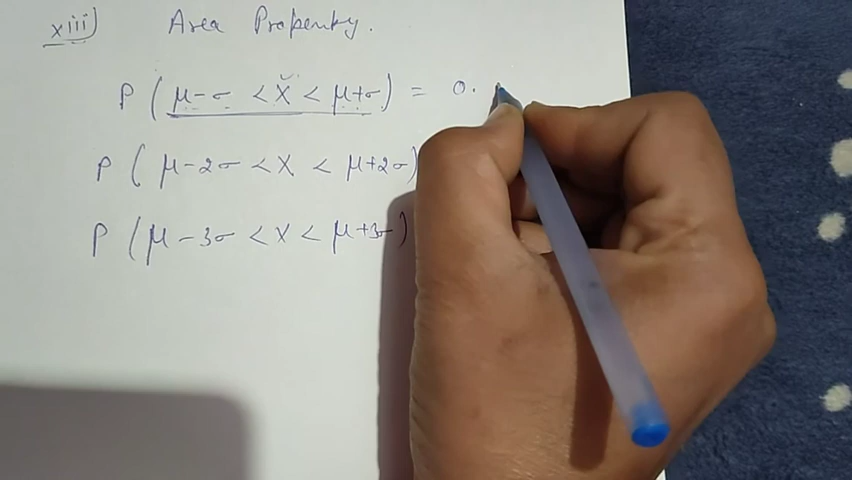 xiii) Area Property.
P ( μ-σ < X < μ+σ ) = 0.
P ( μ-2σ < X < μ+2σ )
P ( μ-3σ < X < μ+3σ )